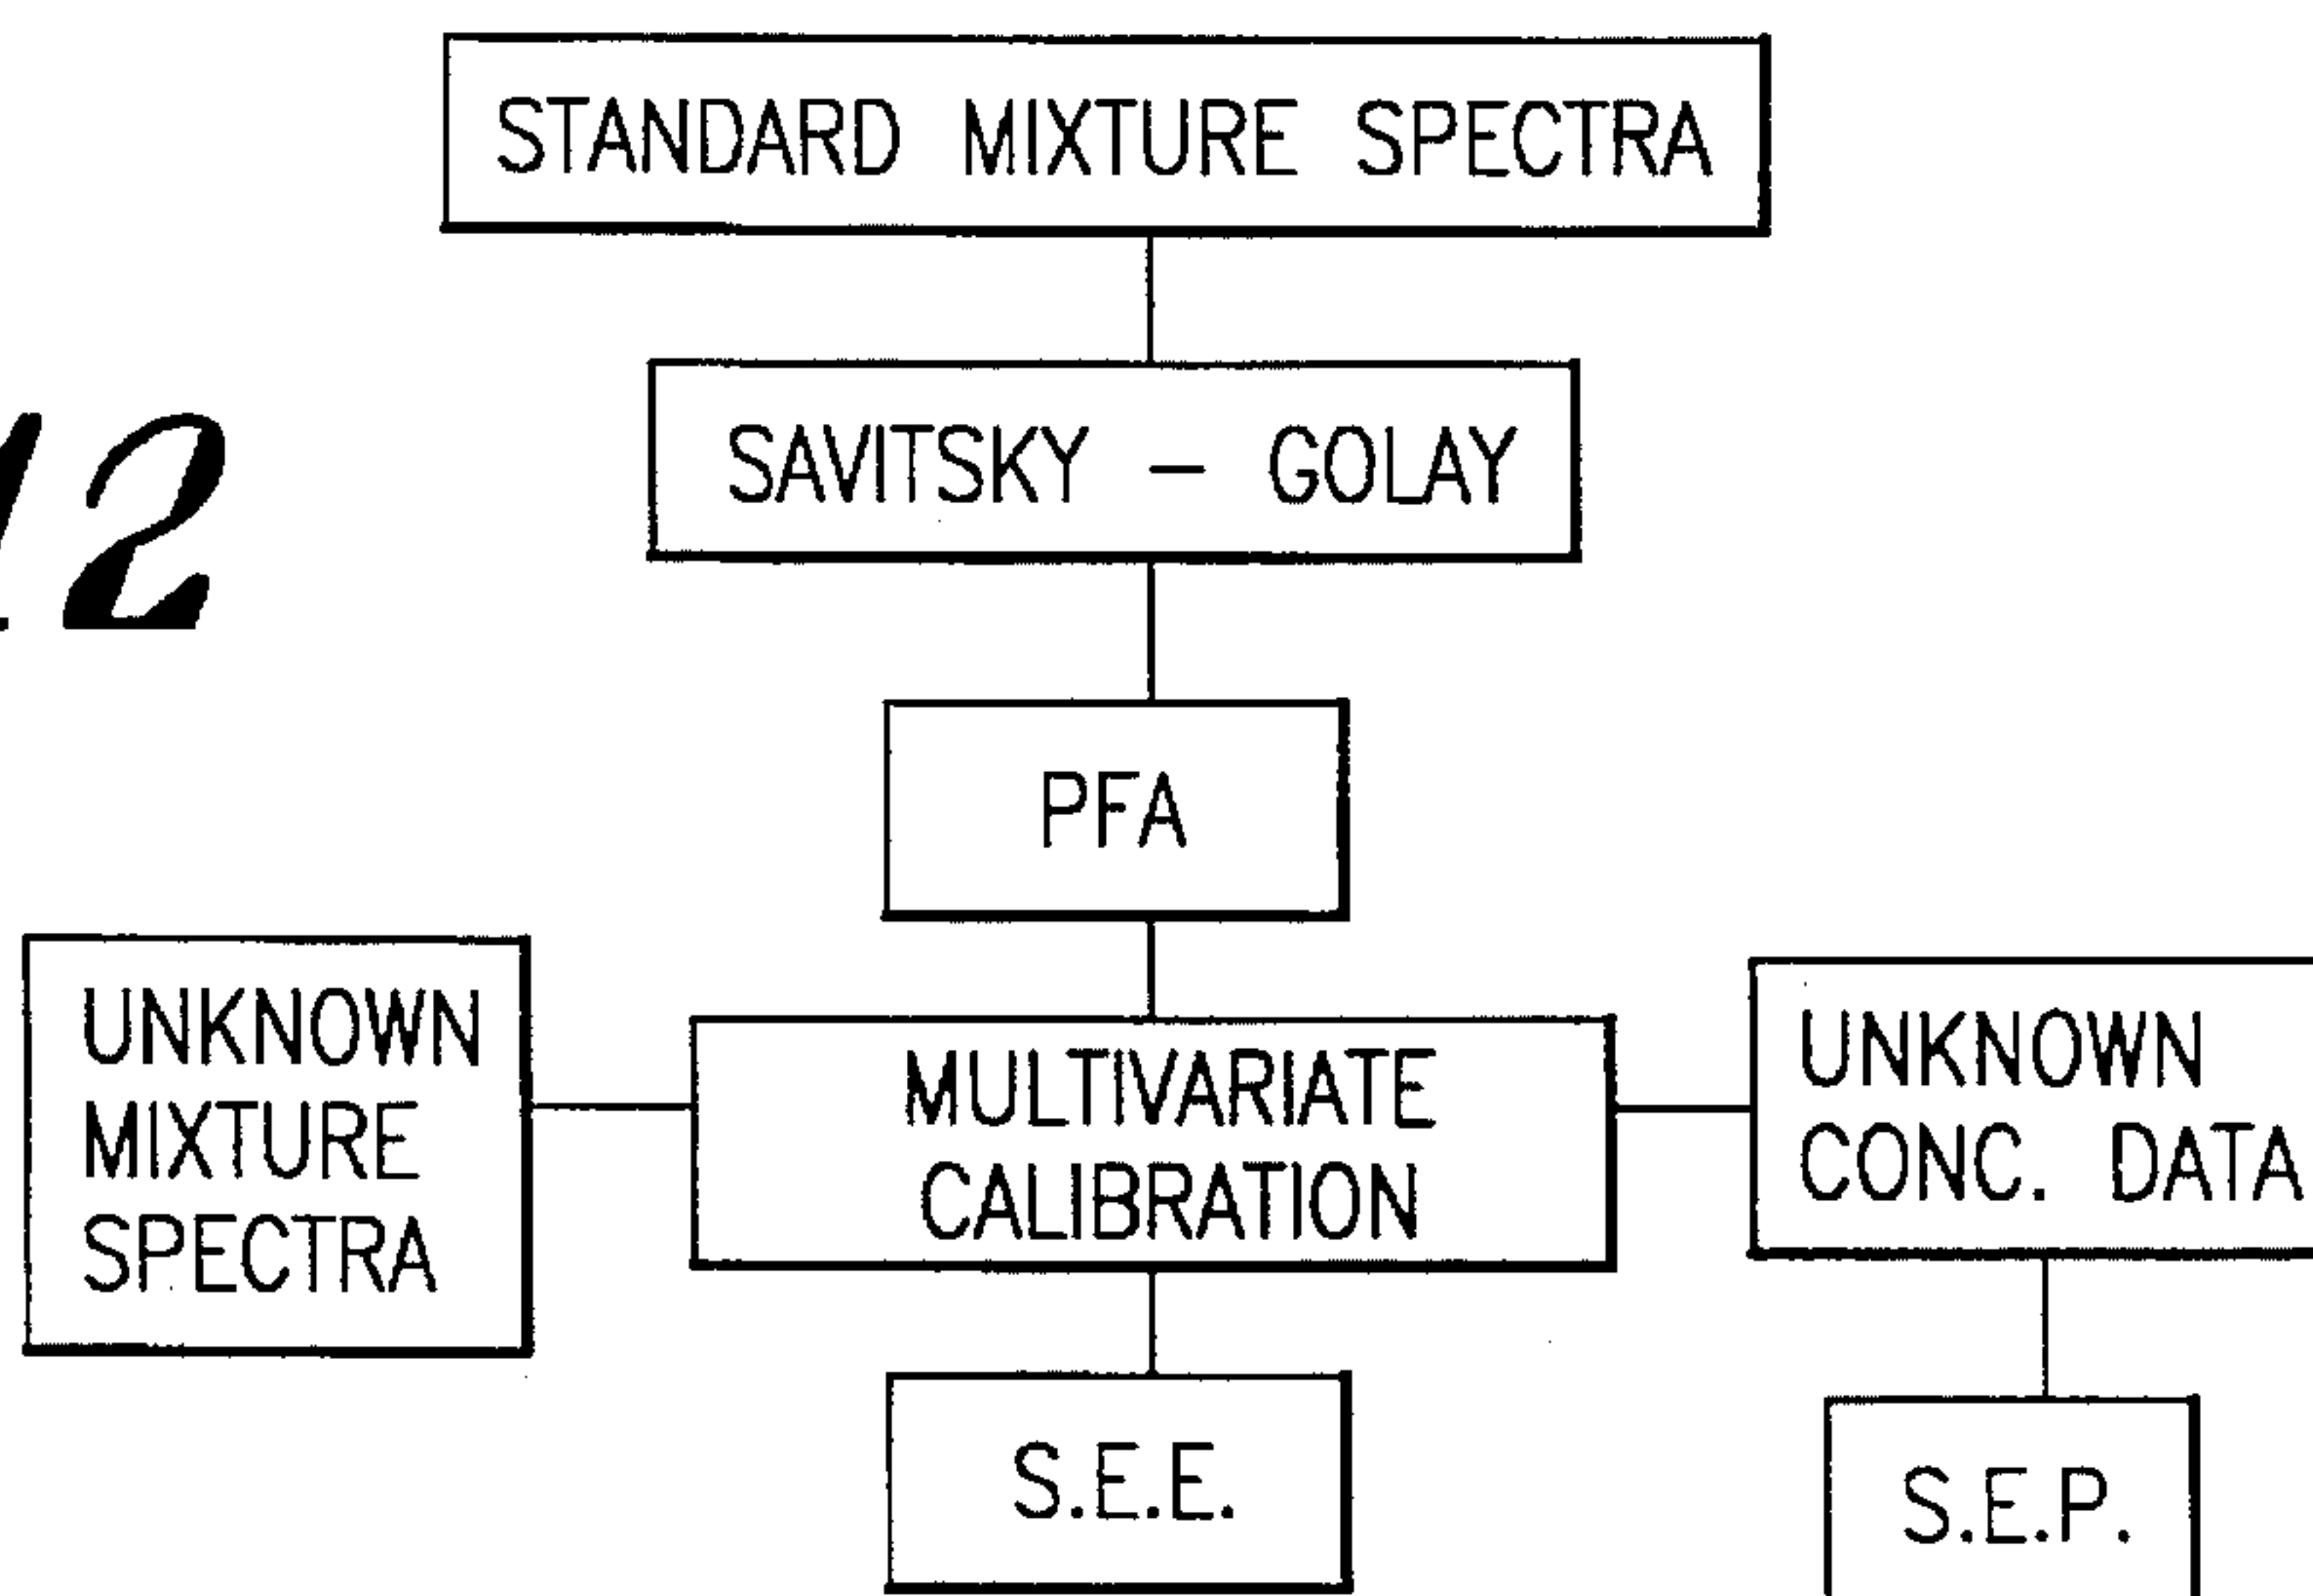 STANDARD MIXTURE SPECTRA
SAVITSKY – GOLAY
12
PFA
UNKNOWN
MIXTURE
SPECTRA
MULTIVARIATE
CALIBRATION
UNKNOWN
CONC. DATA
S.E.E.
S.E.P.